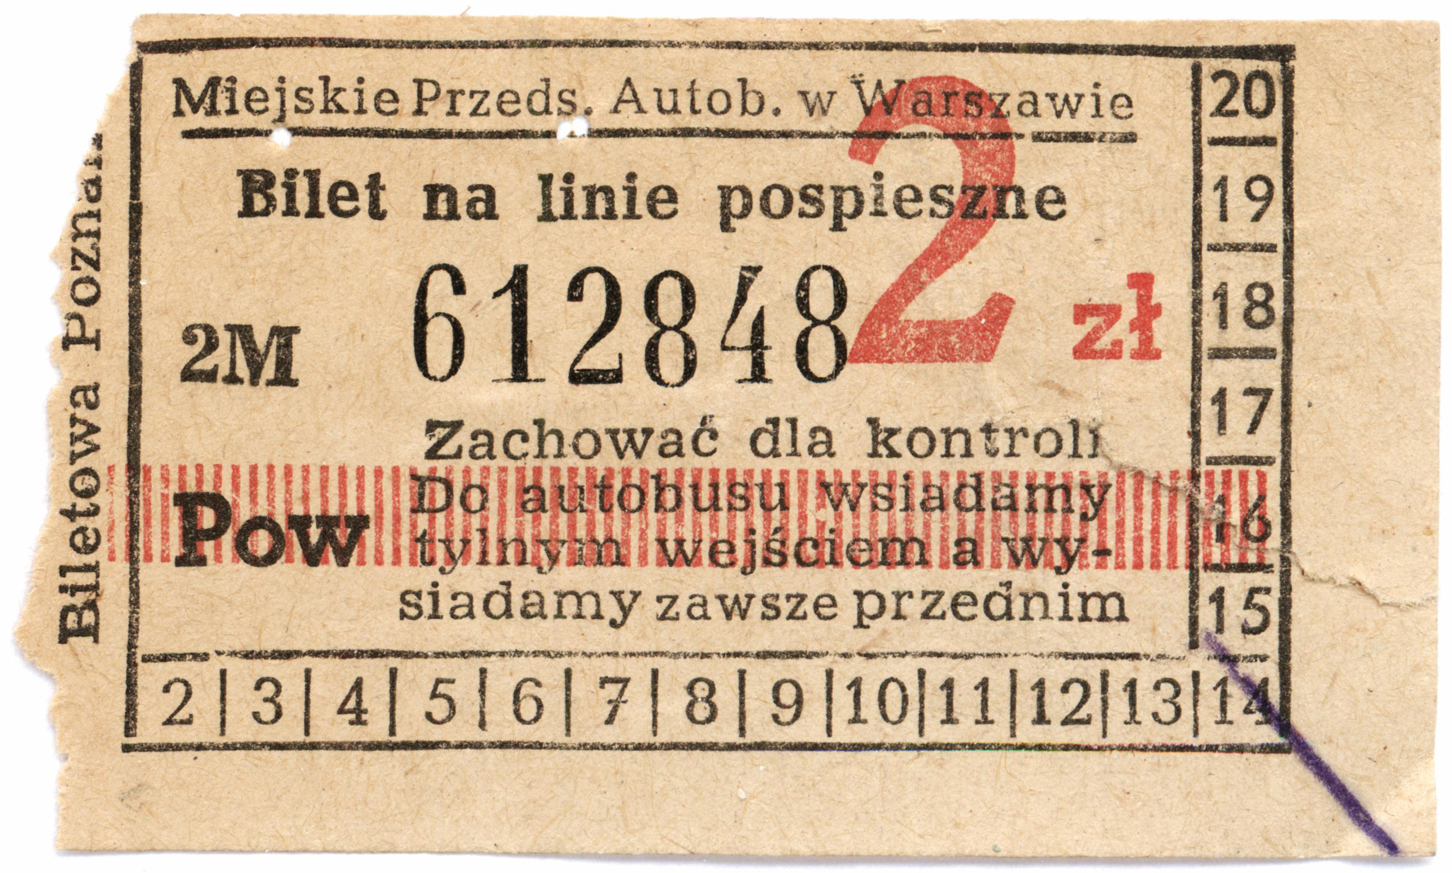 Miejskie Przeds. Autob. w Warszawie
Bilet na linie pospieszne
2M 612848
2 zł
Zachować dla kontroli
Pow
Do autobusu wsiadamy
tylnym wejściem a wy-
siadamy zawsze przednim
2 | 3 | 4 | 5 | 6 | 7 | 8 | 9 | 10 | 11 | 12 | 13 | 14
20
19
18
17
16
15
Biletowa Poznań